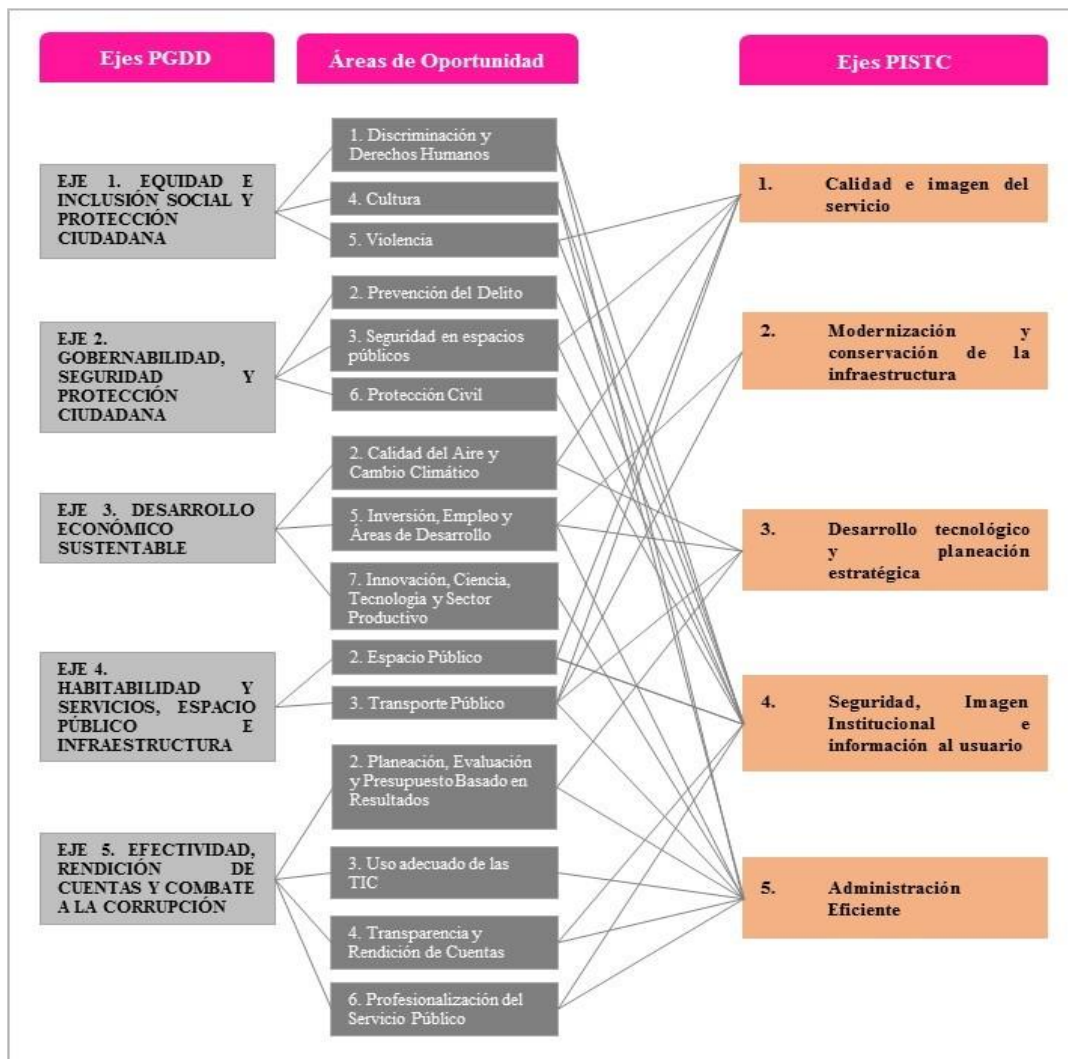 Ejes PGDD
Áreas de Oportunidad
Ejes PISTC
EJE 1. EQUIDAD E
INCLUSIÓN SOCIAL Y
PROTECCIÓN
CIUDADANA
EJE 2.
GOBERNABILIDAD,
SEGURIDAD Y
PROTECCIÓN
CIUDADANA
EJE 3. DESARROLLO
ECONÓMICO
SUSTENTABLE
EJE 4.
HABITABILIDAD Y
SERVICIOS, ESPACIO
PÚBLICO E
INFRAESTRUCTURA
EJE 5. EFECTIVIDAD,
RENDICIÓN DE
CUENTAS Y COMBATE
A LA CORRUPCIÓN
1. Discriminación y
Derechos Humanos
4. Cultura
5. Violencia
2. Prevención del Delito
3. Seguridad en espacios
públicos
6. Protección Civil
2. Calidad del Aire y
Cambio Climático
5. Inversión, Empleo y
Áreas de Desarrollo
7. Innovación, Ciencia,
Tecnología y Sector
Productivo
2. Espacio Público
3. Transporte Público
2. Planeación, Evaluación
y Presupuesto Basado en
Resultados
3. Uso adecuado de las
TIC
4. Transparencia y
Rendición de Cuentas
6. Profesionalización del
Servicio Público
1. Calidad e imagen del
servicio
2. Modernización y
conservación de la
infraestructura
3. Desarrollo tecnológico
y planeación
estratégica
4. Seguridad, Imagen
Institucional e
información al usuario
5. Administración
Eficiente